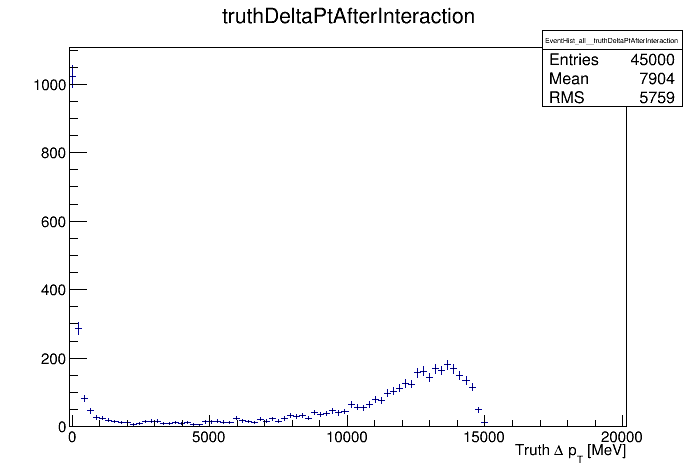 truthDeltaPtAfterInteraction
EventHist_all__truthDeltaPtAfterInteraction
Entries 45000
Mean 7904
RMS 5759
1000
800
600
400
200
0
0 5000 10000 15000 20000
Truth Δ pT [MeV]